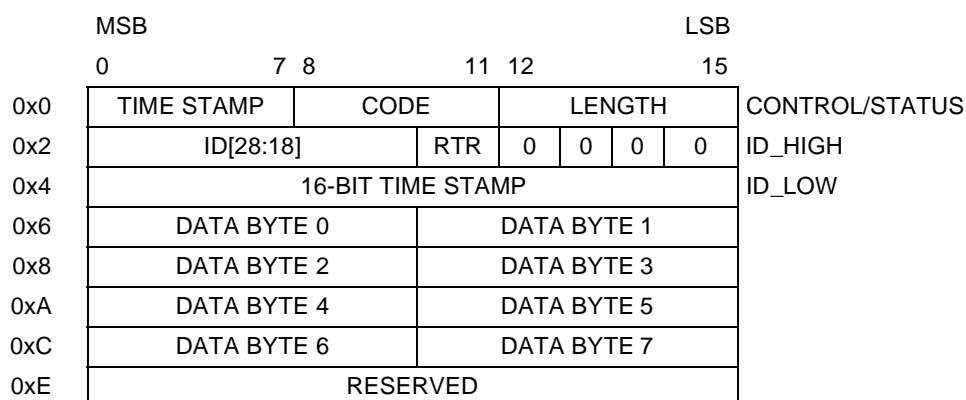 MSB LSB
0 7 8 11 12 15
0x0 TIME STAMP CODE LENGTH CONTROL/STATUS
0x2 ID[28:18] RTR 0 0 0 0 ID_HIGH
0x4 16-BIT TIME STAMP ID_LOW
0x6 DATA BYTE 0 DATA BYTE 1
0x8 DATA BYTE 2 DATA BYTE 3
0xA DATA BYTE 4 DATA BYTE 5
0xC DATA BYTE 6 DATA BYTE 7
0xE RESERVED